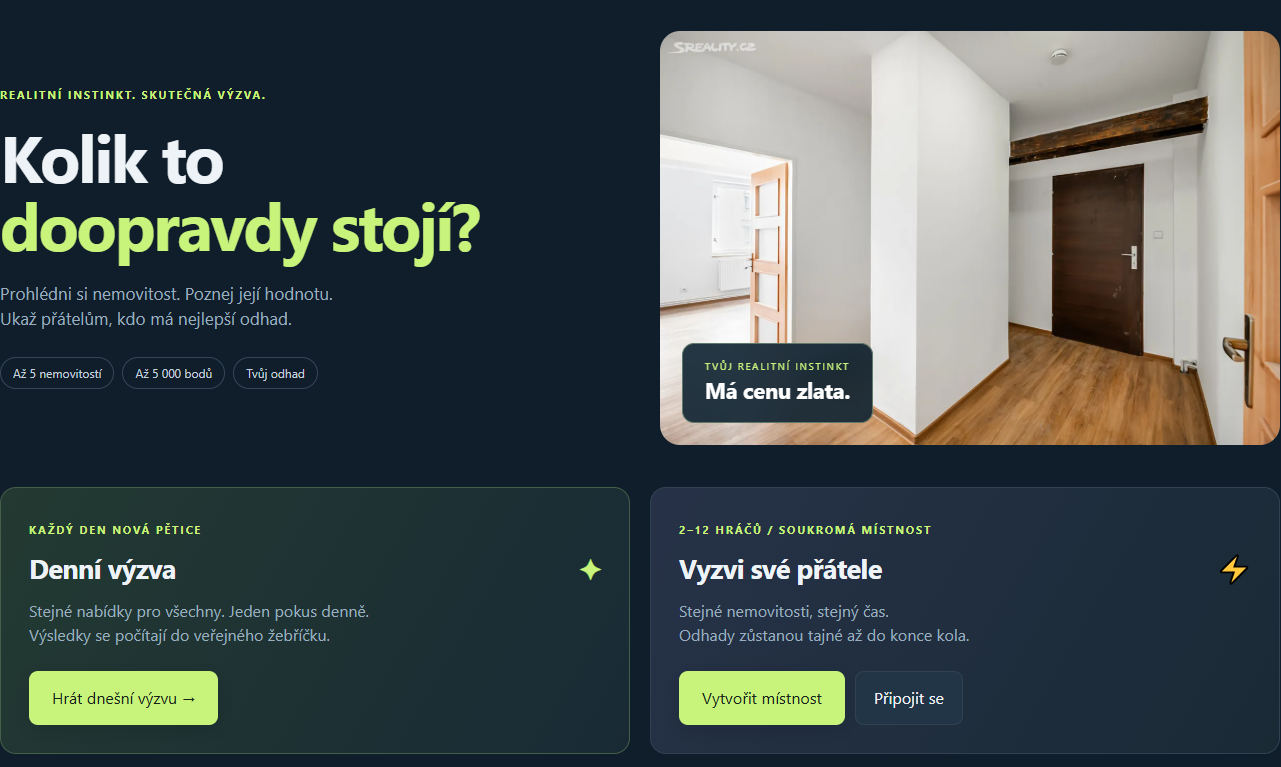 REALITNÍ INSTINKT. SKUTEČNÁ VÝZVA.
Kolik to
doopravdy stojí?
Prohlédni si nemovitost. Poznej její hodnotu.
Ukaž přátelům, kdo má nejlepší odhad.
Až 5 nemovitostí
Až 5 000 bodů
Tvůj odhad
SREALITY.CZ
TVŮJ REALITNÍ INSTINKT
Má cenu zlata.
KAŽDÝ DEN NOVÁ PĚTICE
Denní výzva
Stejné nabídky pro všechny. Jeden pokus denně.
Výsledky se počítají do veřejného žebříčku.
Hrát dnešní výzvu →
2–12 HRÁČŮ / SOUKROMÁ MÍSTNOST
Vyzvi své přátele
Stejné nemovitosti, stejný čas.
Odhady zůstanou tajné až do konce kola.
Vytvořit místnost
Připojit se